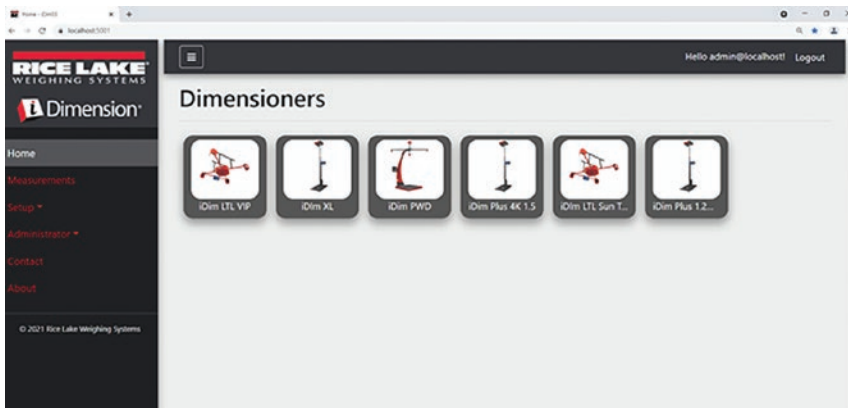 Home - iDimEE
localhost:5001
RICE LAKE
WEIGHING SYSTEMS
iDimension
Hello admin@localhost!
Logout
Dimensioners
Home
Measurements
Setup
Administrator
Contact
About
iDim LTL VIP
iDim XL
iDim PWD
iDim Plus 4K 1.5
iDim LTL Sun T...
iDim Plus 1.2...
© 2021 Rice Lake Weighing Systems